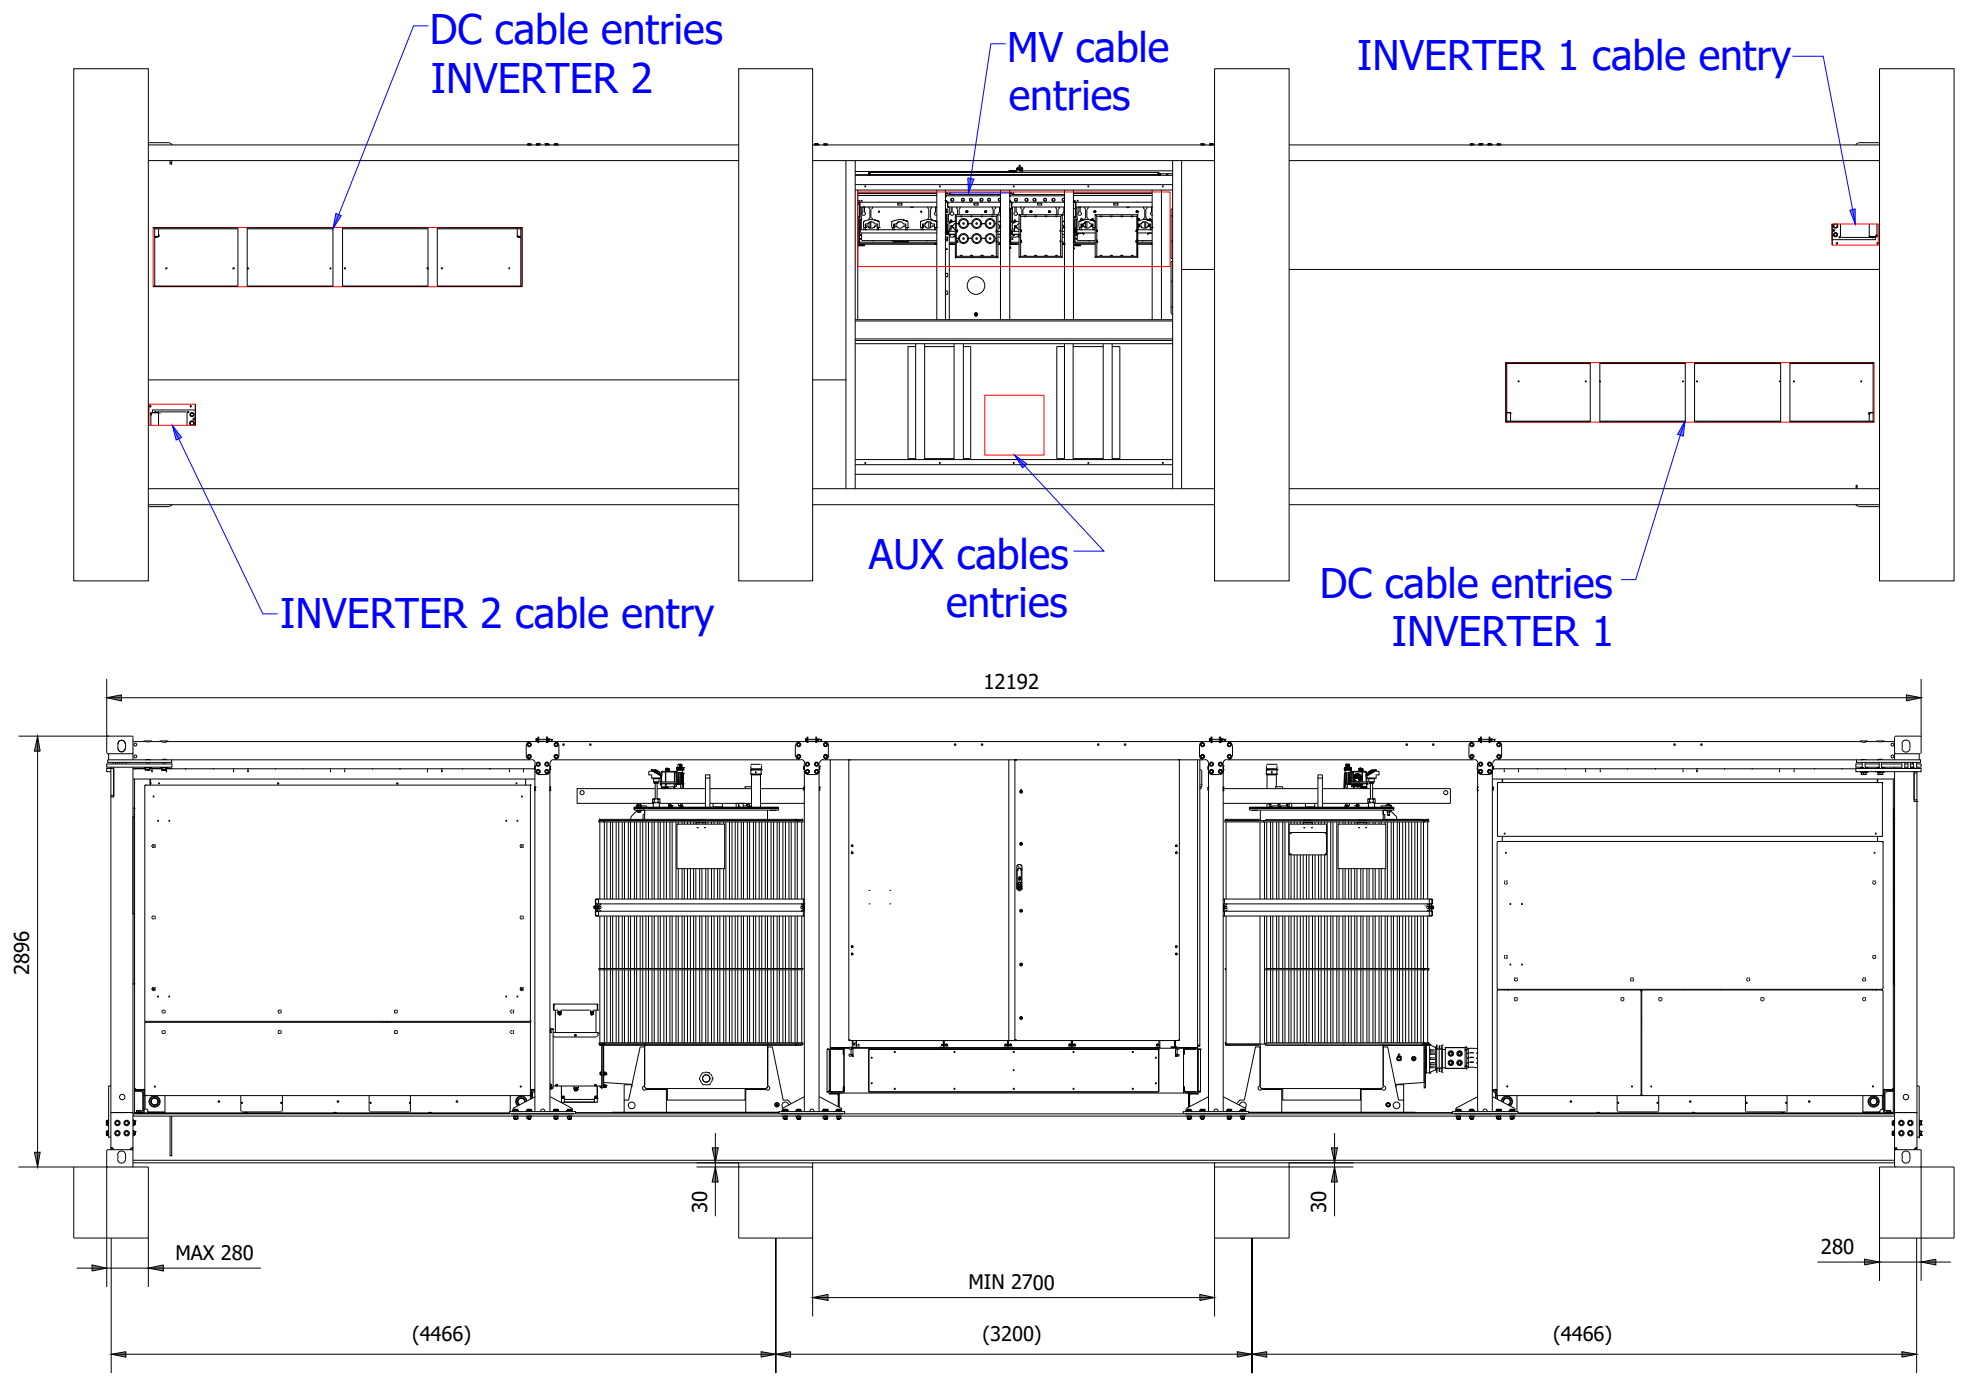 DC cable entries
INVERTER 2
MV cable
entries
INVERTER 1 cable entry
AUX cables
entries
DC cable entries
INVERTER 1
INVERTER 2 cable entry
12192
2896
30
30
MAX 280
280
MIN 2700
(4466)
(3200)
(4466)